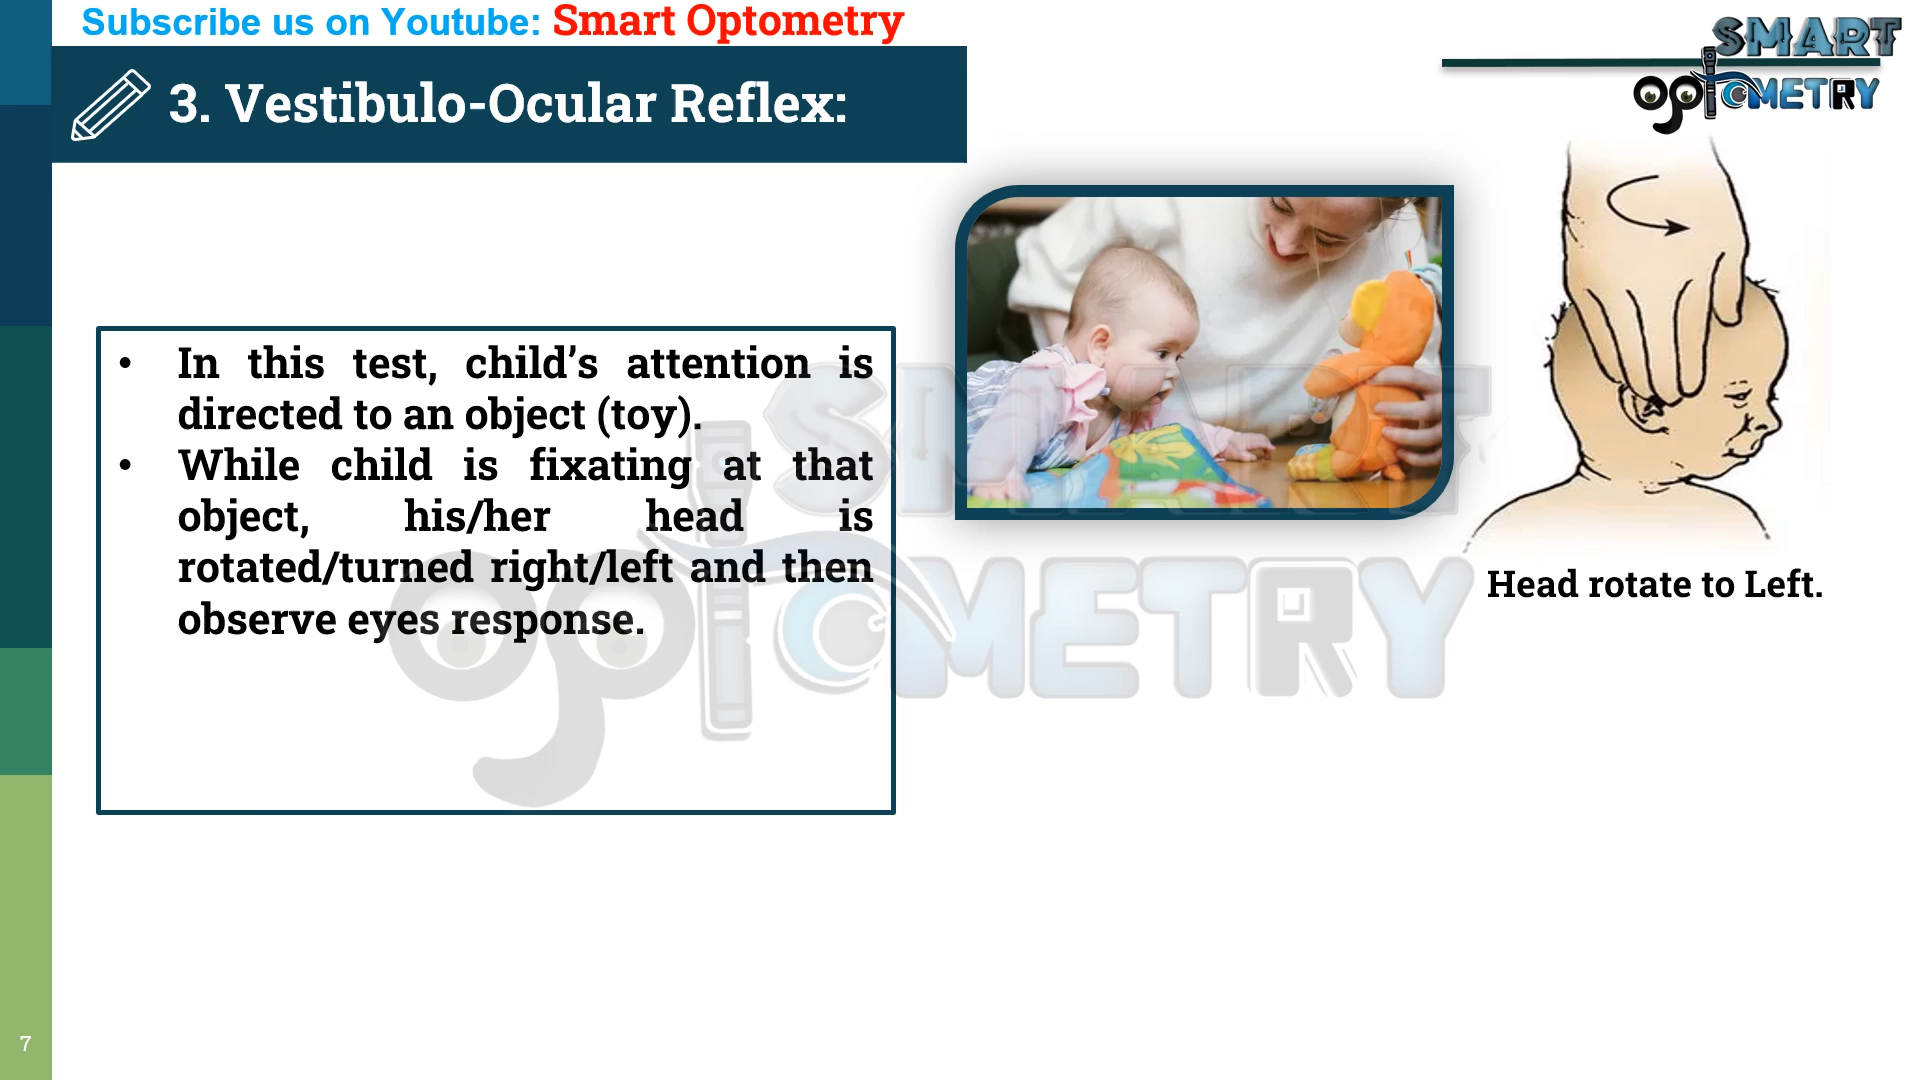 Subscribe us on Youtube: Smart Optometry
SMART
OPTOMETRY
3. Vestibulo-Ocular Reflex:
• In this test, child’s attention is
directed to an object (toy).
• While child is fixating at that
object, his/her head is
rotated/turned right/left and then
observe eyes response.
SMART
OPTOMETRY
Head rotate to Left.
7